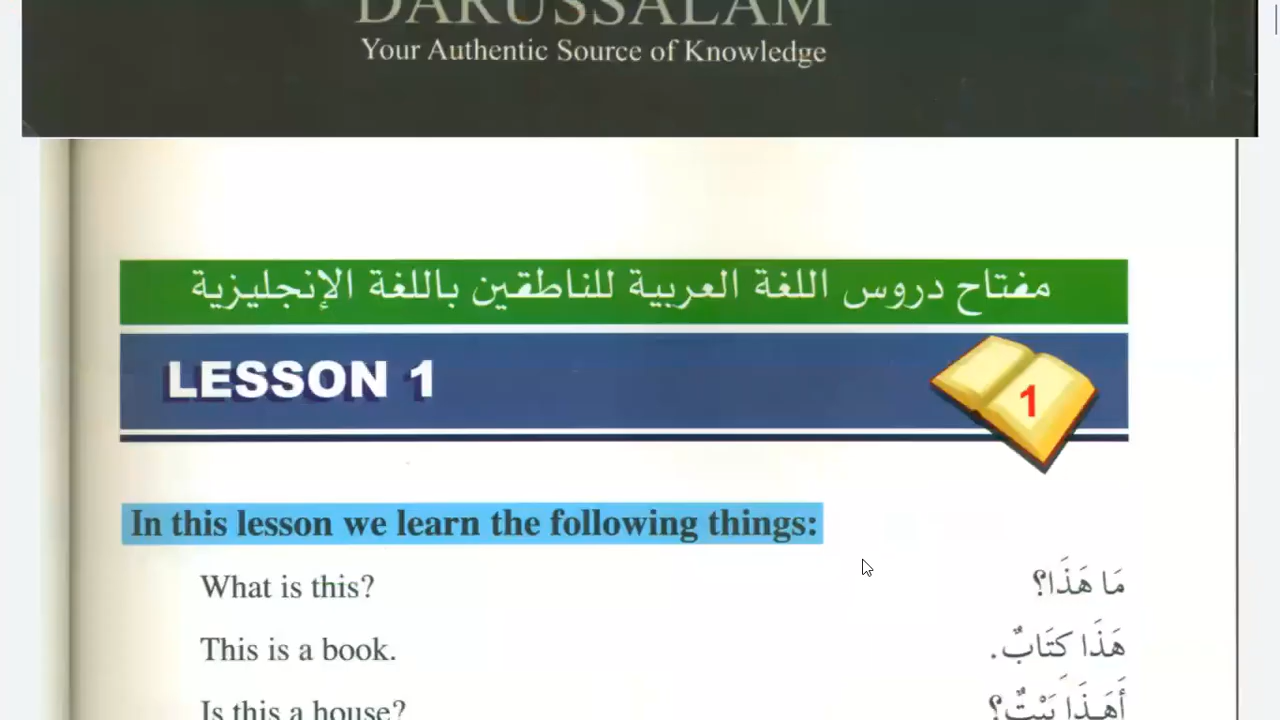 DARUSSALAM
Your Authentic Source of Knowledge
مفتاح دروس اللغة العربية للناطقين باللغة الإنجليزية
LESSON 1
1
In this lesson we learn the following things:
What is this?
مَا هَذَا؟
This is a book.
هَذَا كِتَابٌ.
Is this a house?
أَهَذَا بَيْتٌ؟